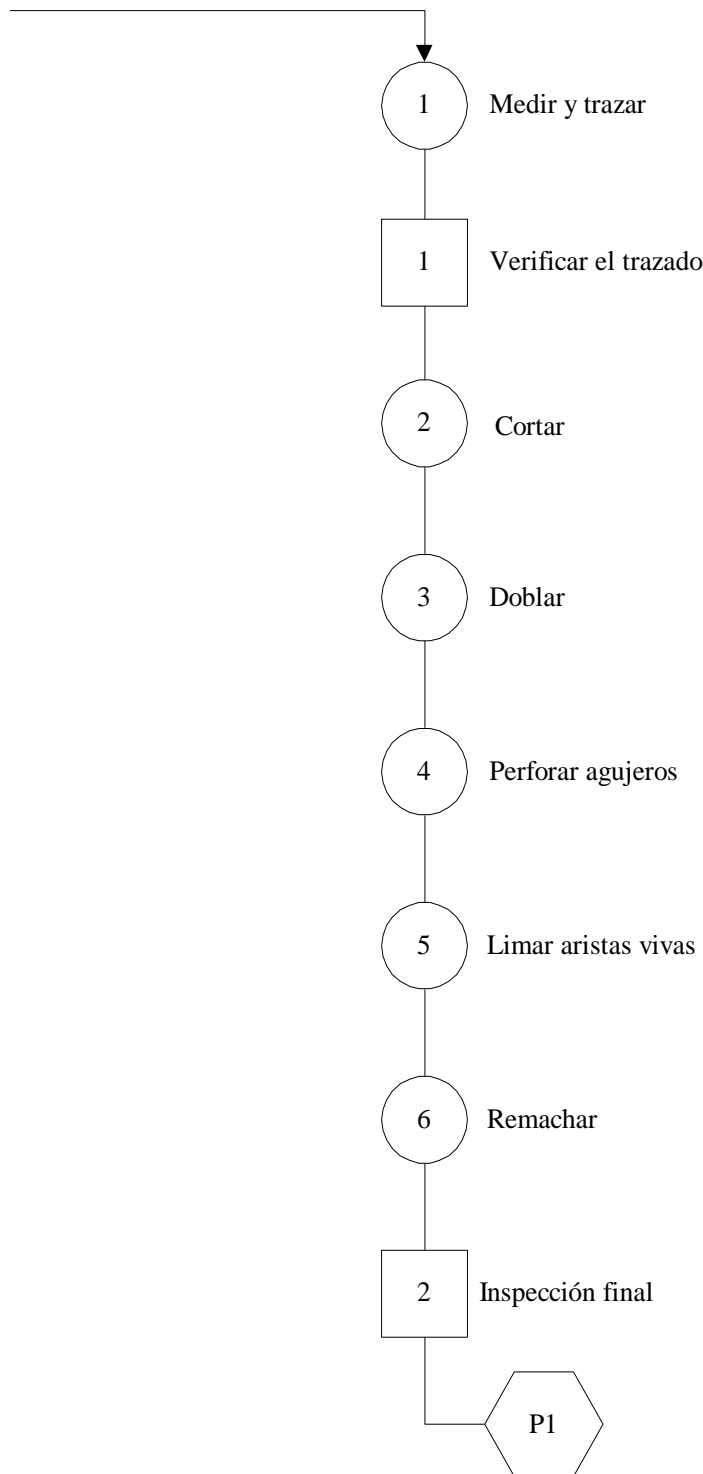 1 Medir y trazar
1 Verificar el trazado
2 Cortar
3 Doblar
4 Perforar agujeros
5 Limar aristas vivas
6 Remachar
2 Inspección final
P1